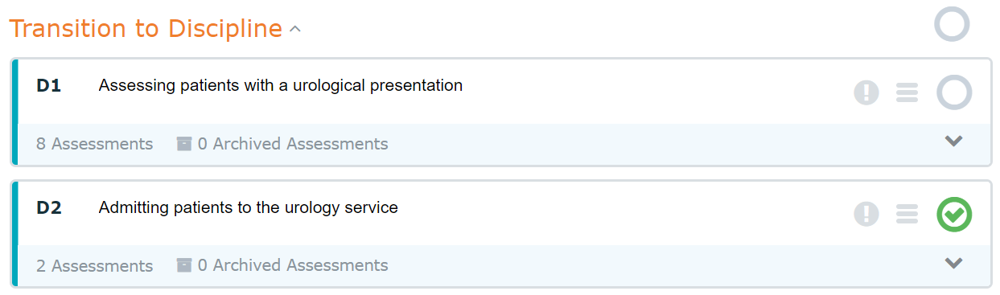 Transition to Discipline
D1 Assessing patients with a urological presentation
8 Assessments 0 Archived Assessments
D2 Admitting patients to the urology service
2 Assessments 0 Archived Assessments